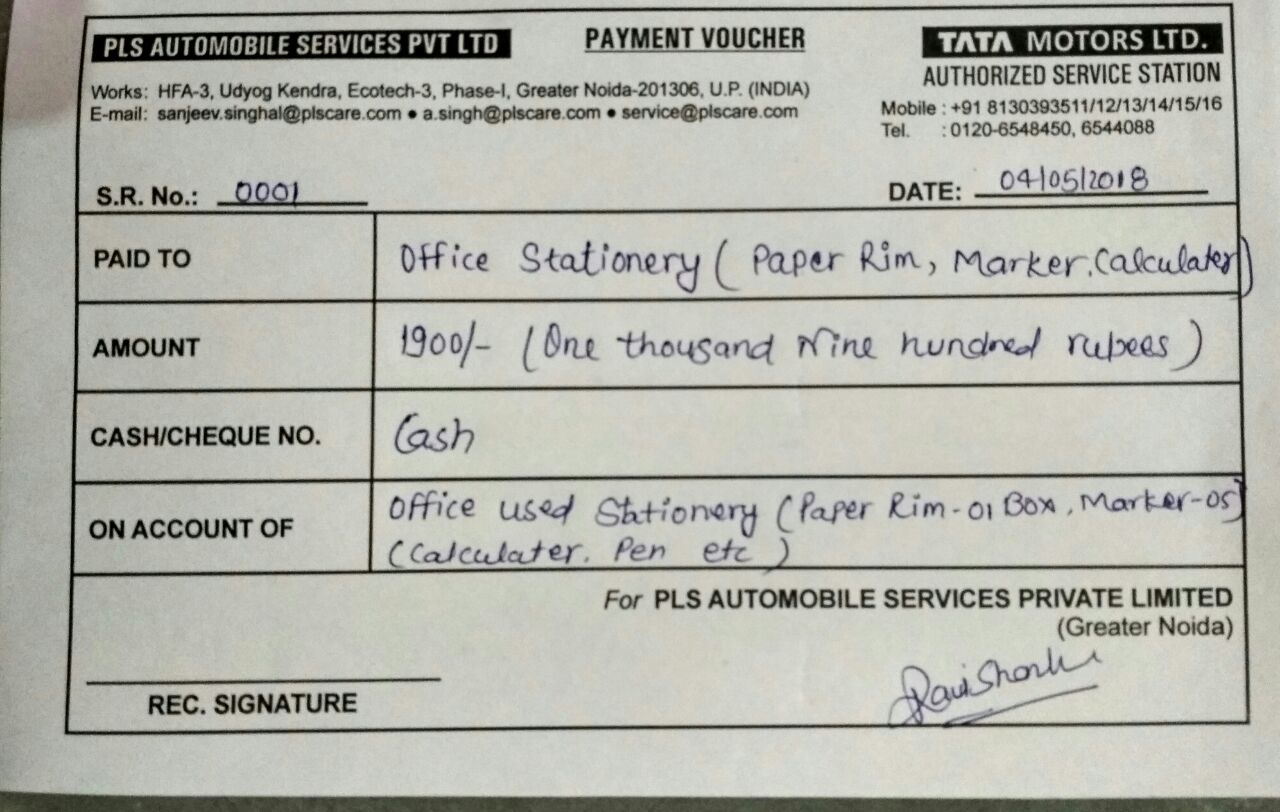 PLS AUTOMOBILE SERVICES PVT LTD
PAYMENT VOUCHER
TATA MOTORS LTD.
AUTHORIZED SERVICE STATION
Works: HFA-3, Udyog Kendra, Ecotech-3, Phase-I, Greater Noida-201306, U.P. (INDIA)
E-mail: sanjeev.singhal@plscare.com ● a.singh@plscare.com ● service@plscare.com
Mobile : +91 8130393511/12/13/14/15/16
Tel. : 0120-6548450, 6544088
S.R. No.: 0001
DATE: 04/05/2018
PAID TO
Office Stationery ( Paper Rim, Marker. Calculater)
AMOUNT
1900/- (One thousand Nine hundred rupees )
CASH/CHEQUE NO.
Cash
ON ACCOUNT OF
Office used Stationery (Paper Rim-01 Box, Marker-05)
(Calculater. Pen etc )
For PLS AUTOMOBILE SERVICES PRIVATE LIMITED
(Greater Noida)
REC. SIGNATURE